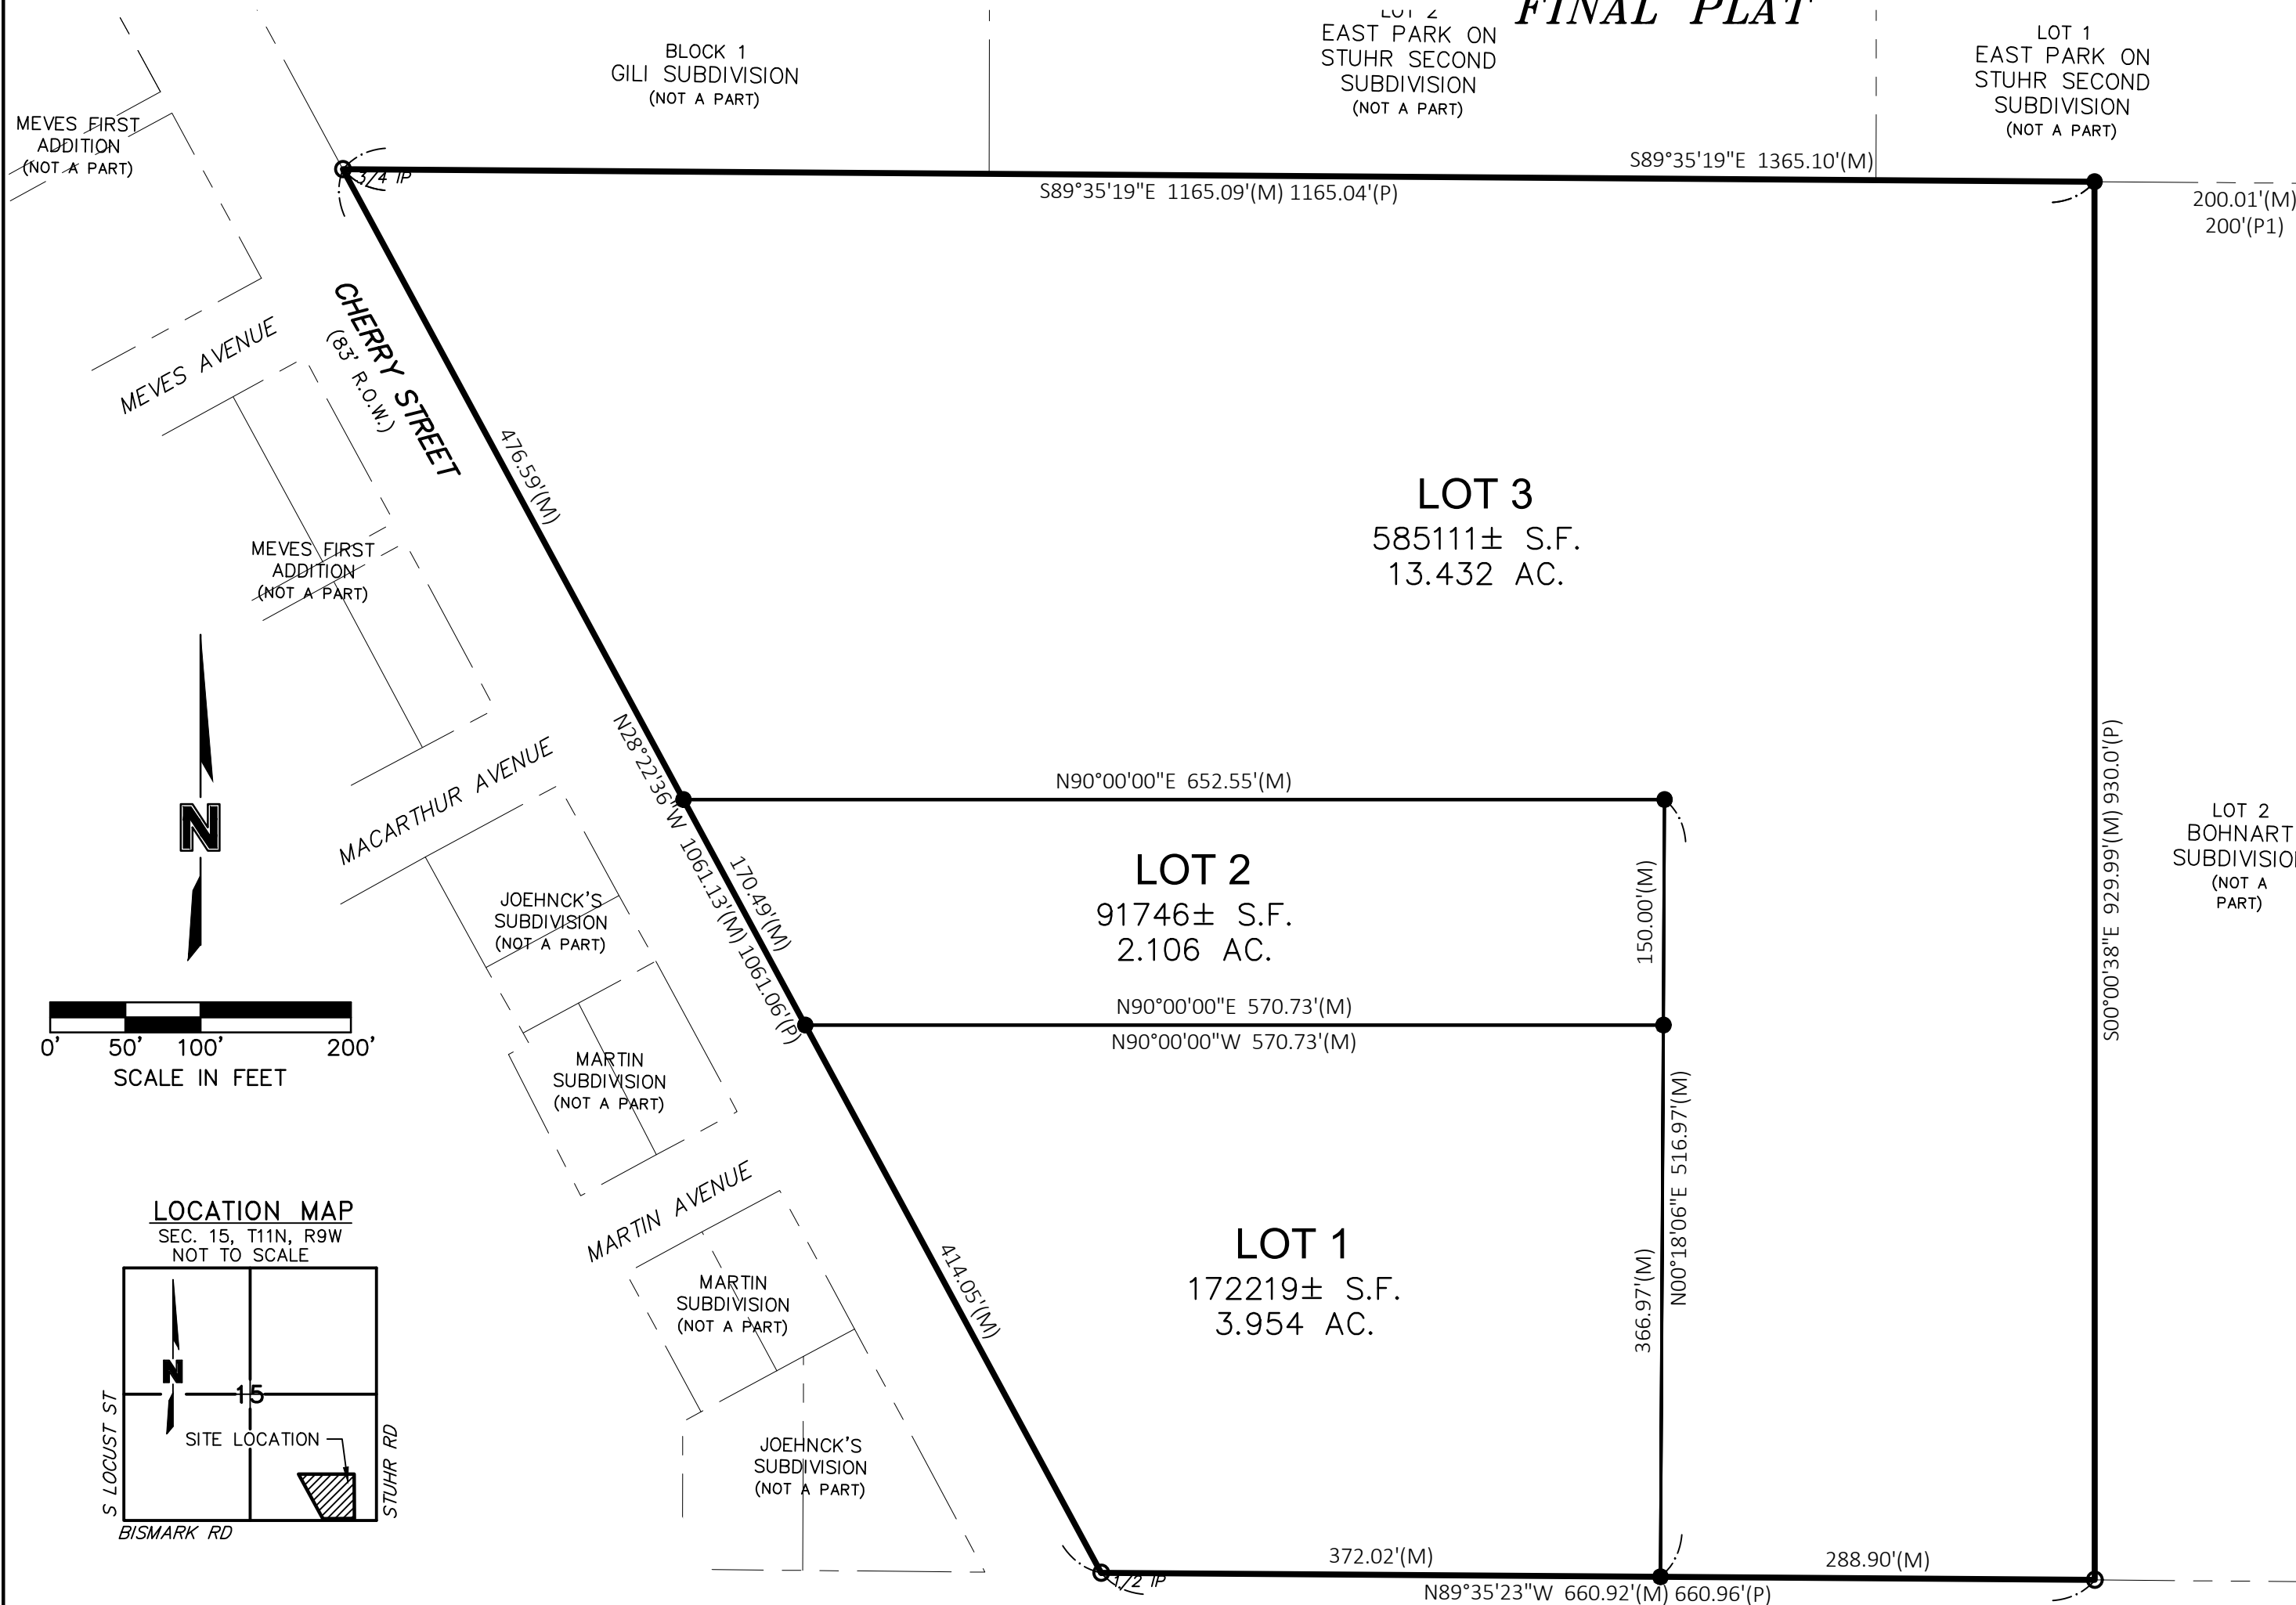 FINAL PLAT
BLOCK 1
GILI SUBDIVISION
(NOT A PART)
LOT 2
EAST PARK ON
STUHR SECOND
SUBDIVISION
(NOT A PART)
LOT 1
EAST PARK ON
STUHR SECOND
SUBDIVISION
(NOT A PART)
MEVES FIRST
ADDITION
(NOT A PART)
3/4 IP
S89°35'19"E 1365.10'(M)
S89°35'19"E 1165.09'(M) 1165.04'(P)
200.01'(M)
200'(P1)
CHERRY STREET
(83' R.O.W.)
MEVES AVENUE
476.59'(M)
LOT 3
585111± S.F.
13.432 AC.
MEVES FIRST
ADDITION
(NOT A PART)
N28°22'36"W 1061.13'(M) 1061.06'(P)
MACARTHUR AVENUE
N90°00'00"E 652.55'(M)
S00°00'38"E 929.99'(M) 930.0'(P)
LOT 2
BOHNART
SUBDIVISION
(NOT A
PART)
N
170.49'(M)
LOT 2
91746± S.F.
2.106 AC.
150.00'(M)
JOEHNCK'S
SUBDIVISION
(NOT A PART)
N90°00'00"E 570.73'(M)
N90°00'00"W 570.73'(M)
0' 50' 100' 200'
SCALE IN FEET
MARTIN
SUBDIVISION
(NOT A PART)
N00°18'06"E 516.97'(M)
MARTIN AVENUE
LOT 1
172219± S.F.
3.954 AC.
366.97'(M)
414.05'(M)
MARTIN
SUBDIVISION
(NOT A PART)
LOCATION MAP
SEC. 15, T11N, R9W
NOT TO SCALE
N
15
SITE LOCATION
S LOCUST ST
STUHR RD
BISMARK RD
JOEHNCK'S
SUBDIVISION
(NOT A PART)
1/2 IP
372.02'(M)
288.90'(M)
N89°35'23"W 660.92'(M) 660.96'(P)